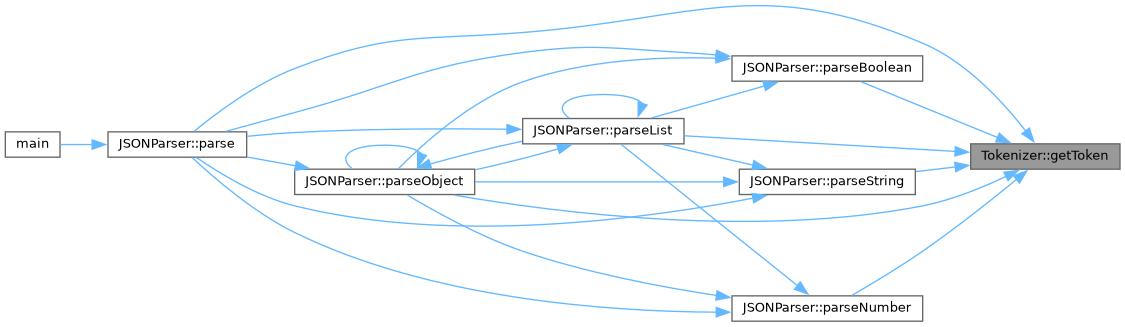 JSONParser::parseBoolean
JSONParser::parseList
main
JSONParser::parse
Tokenizer::getToken
JSONParser::parseObject
JSONParser::parseString
JSONParser::parseNumber